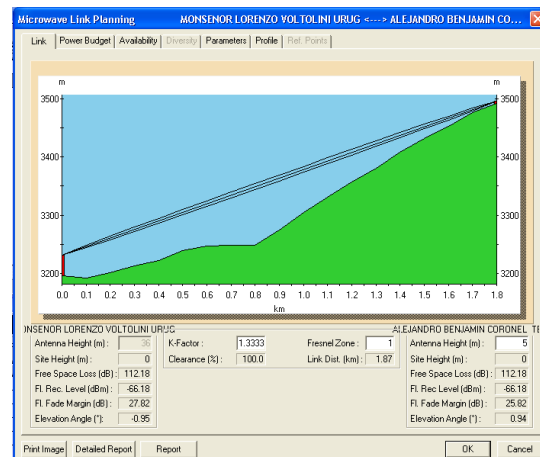 Microwave Link Planning MONSENOR LORENZO VOLTOLINI URUG <---> ALEJANDRO BENJAMIN CO...
Link Power Budget Availability Diversity Parameters Profile Ref. Points
m m
3500 3500
3400 3400
3300 3300
3200 3200
0.0 0.1 0.2 0.3 0.4 0.5 0.6 0.7 0.8 0.9 1.0 1.1 1.2 1.3 1.4 1.5 1.6 1.7 1.8
km
ONSENOR LORENZO VOLTOLINI URUG ALEJANDRO BENJAMIN CORONEL TE
Antenna Height (m) : 36 K-Factor : 1.3333 Fresnel Zone : 1 Antenna Height (m) : 5
Site Height (m) : 0 Clearance (%) : 100.0 Link Dist. (km) : 1.87 Site Height (m) : 0
Free Space Loss (dB) : 112.18 Free Space Loss (dB) : 112.18
Fl. Rec. Level (dBm) : -66.18 Fl. Rec. Level (dBm) : -66.18
Fl. Fade Margin (dB) : 27.82 Fl. Fade Margin (dB) : 25.82
Elevation Angle (°): -0.95 Elevation Angle (°): 0.94
Print Image Detailed Report Report OK Cancel